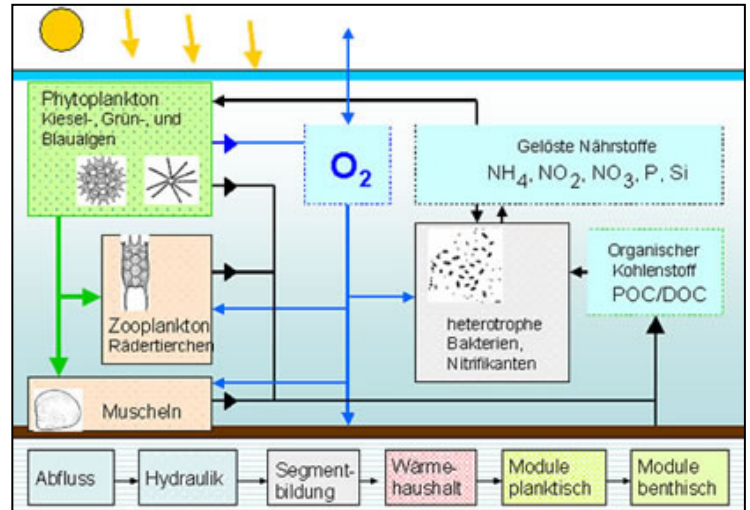 Phytoplankton
Kiesel-, Grün-, und
Blaualgen
O₂
Gelöste Nährstoffe
NH₄, NO₂, NO₃, P, Si
Zooplankton
Rädertierchen
heterotrophe
Bakterien,
Nitrifikanten
Organischer
Kohlenstoff
POC/DOC
Muscheln
Abfluss
Hydraulik
Segment-
bildung
Wärme-
haushalt
Module
planktisch
Module
benthisch